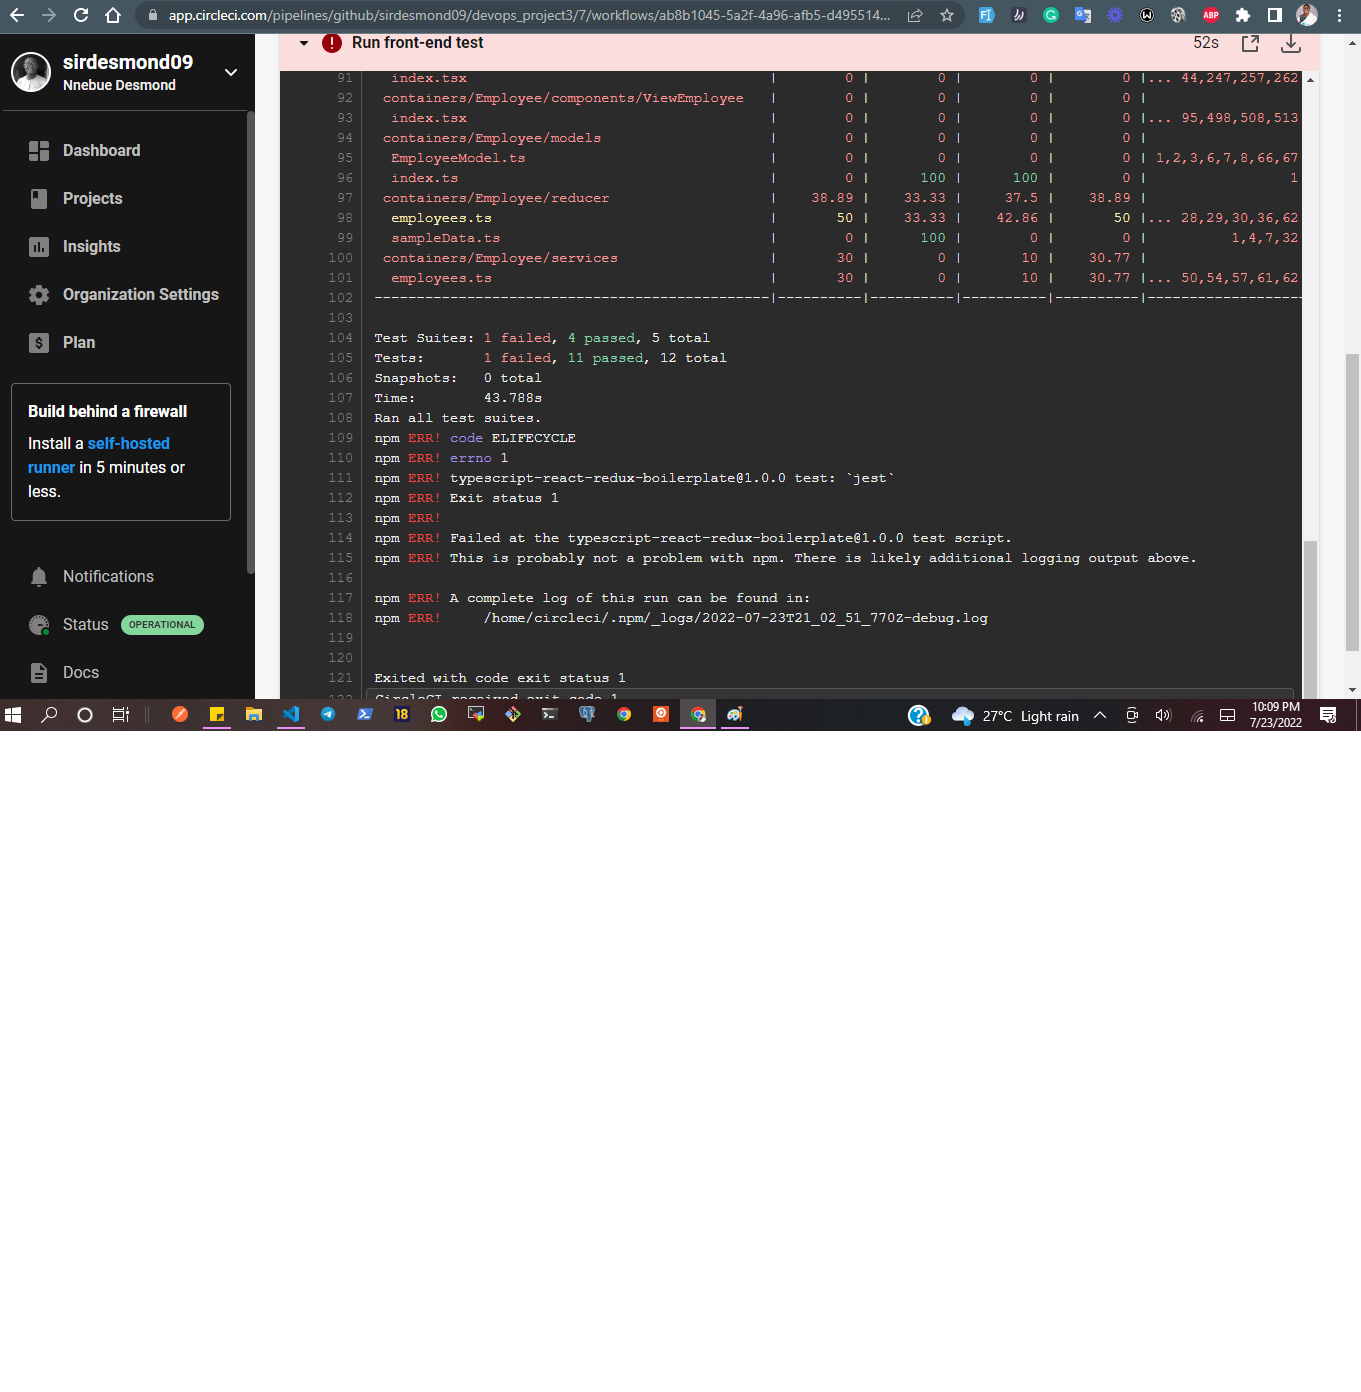 app.circleci.com/pipelines/github/sirdesmond09/devops_project3/7/workflows/ab8b1045-5a2f-4a96-afb5-d495514...
sirdesmond09
Nnebue Desmond
Dashboard
Projects
Insights
Organization Settings
Plan
Build behind a firewall
Install a self-hosted
runner in 5 minutes or
less.
Notifications
Status OPERATIONAL
Docs
Run front-end test 52s
91 index.tsx | 0 | 0 | 0 | 0 |... 44,247,257,262
92 containers/Employee/components/ViewEmployee | 0 | 0 | 0 | 0 |
93 index.tsx | 0 | 0 | 0 | 0 |... 95,498,508,513
94 containers/Employee/models | 0 | 0 | 0 | 0 |
95 EmployeeModel.ts | 0 | 0 | 0 | 0 | 1,2,3,6,7,8,66,67
96 index.ts | 0 | 100 | 100 | 0 | 1
97 containers/Employee/reducer | 38.89 | 33.33 | 37.5 | 38.89 |
98 employees.ts | 50 | 33.33 | 42.86 | 50 |... 28,29,30,36,62
99 sampleData.ts | 0 | 100 | 0 | 0 | 1,4,7,32
100 containers/Employee/services | 30 | 0 | 10 | 30.77 |
101 employees.ts | 30 | 0 | 10 | 30.77 |... 50,54,57,61,62
102 -----------------------------------------------|----------|----------|----------|----------|-------------------
103
104 Test Suites: 1 failed, 4 passed, 5 total
105 Tests: 1 failed, 11 passed, 12 total
106 Snapshots: 0 total
107 Time: 43.788s
108 Ran all test suites.
109 npm ERR! code ELIFECYCLE
110 npm ERR! errno 1
111 npm ERR! typescript-react-redux-boilerplate@1.0.0 test: `jest`
112 npm ERR! Exit status 1
113 npm ERR!
114 npm ERR! Failed at the typescript-react-redux-boilerplate@1.0.0 test script.
115 npm ERR! This is probably not a problem with npm. There is likely additional logging output above.
116
117 npm ERR! A complete log of this run can be found in:
118 npm ERR! /home/circleci/.npm/_logs/2022-07-23T21_02_51_770Z-debug.log
119
120
121 Exited with code exit status 1
122 CircleCI received exit code 1
ABP
18
27°C Light rain
10:09 PM
7/23/2022